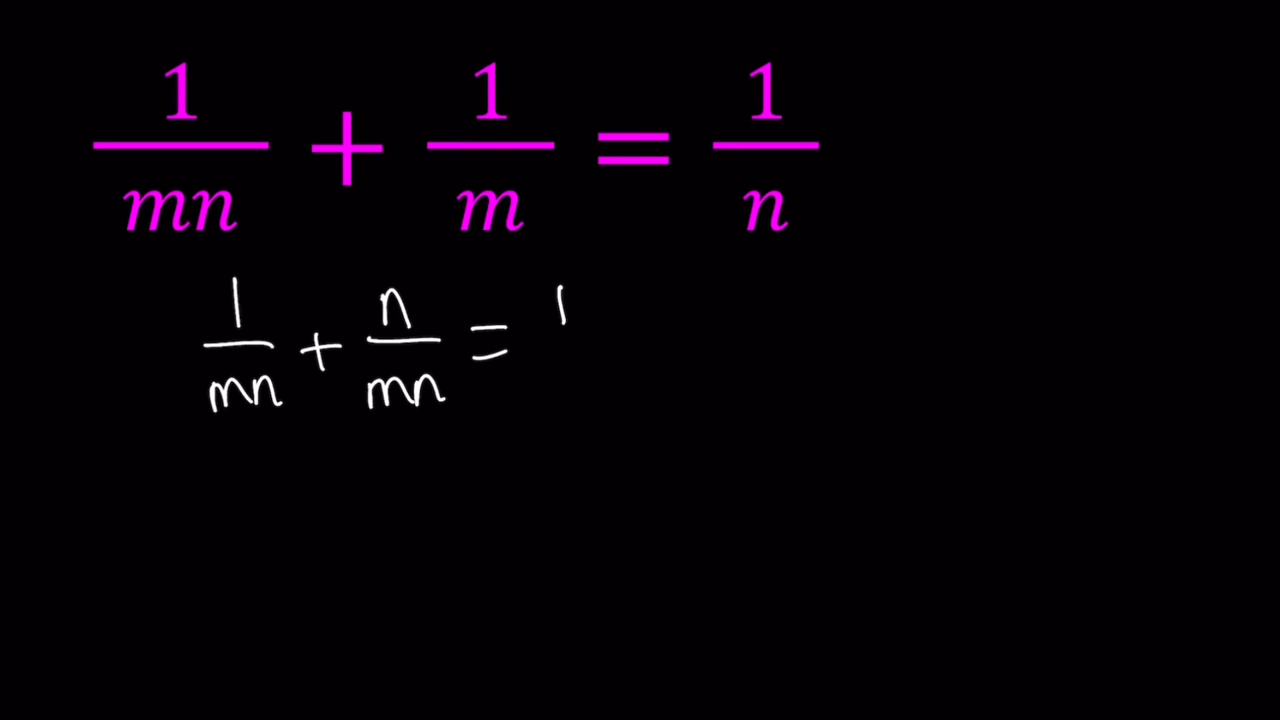 1/mn + 1/m = 1/n
1/mn + n/mn = 1